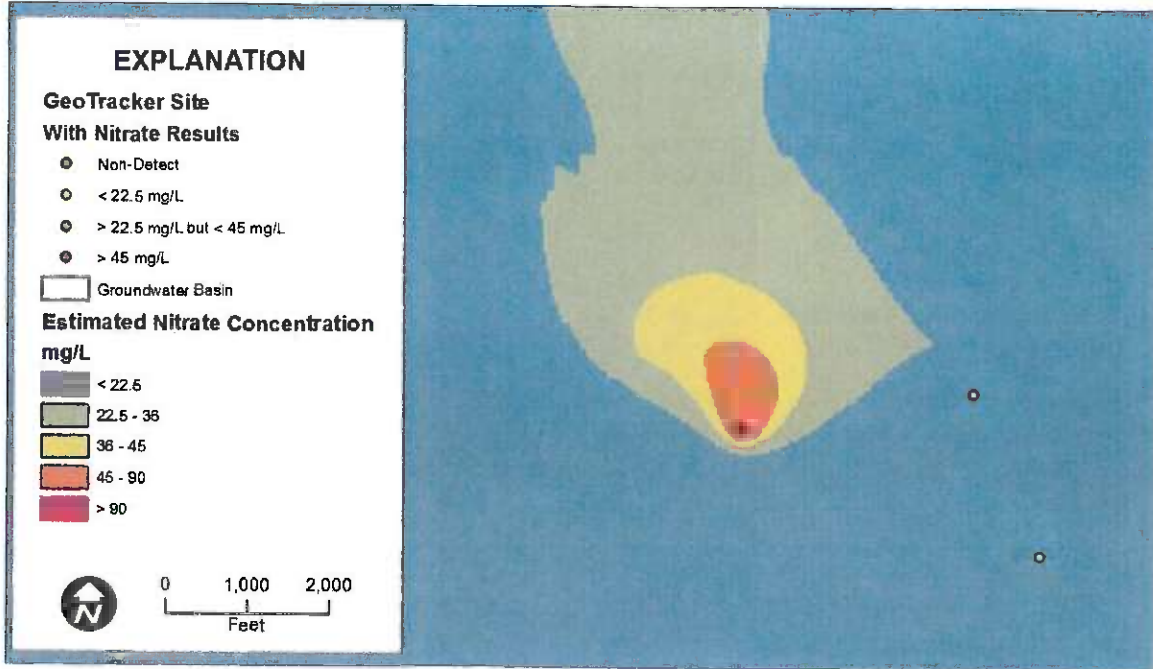 EXPLANATION
GeoTracker Site
With Nitrate Results
Non-Detect
< 22.5 mg/L
> 22.5 mg/L but < 45 mg/L
> 45 mg/L
Groundwater Basin
Estimated Nitrate Concentration
mg/L
< 22.5
22.5 - 36
36 - 45
45 - 90
> 90
N
0 1,000 2,000
Feet